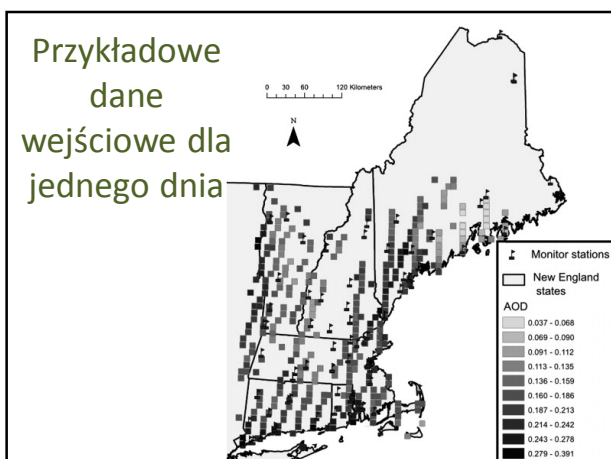 Przykładowe
dane
wejściowe dla
jednego dnia
0 30 60 120 Kilometers
N
Monitor stations
New England
states
AOD
0.037 - 0.068
0.069 - 0.090
0.091 - 0.112
0.113 - 0.135
0.136 - 0.159
0.160 - 0.186
0.187 - 0.213
0.214 - 0.242
0.243 - 0.278
0.279 - 0.391